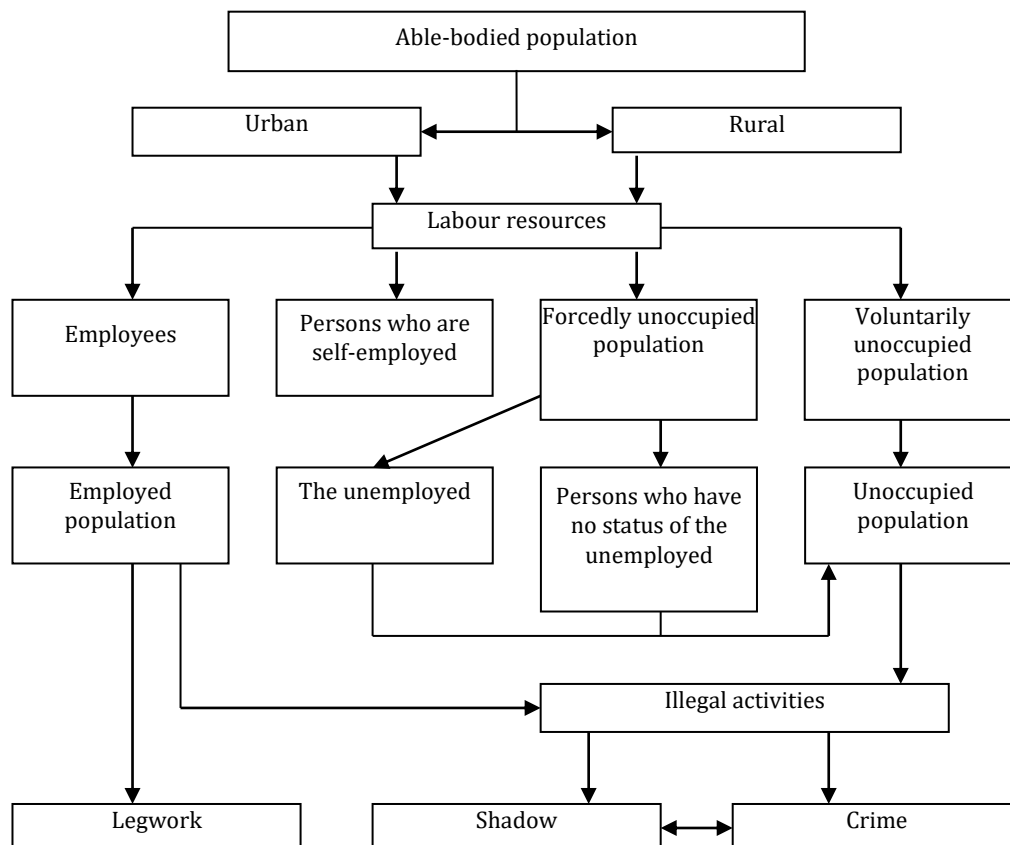 Able-bodied population
Urban
Rural
Labour resources
Employees
Persons who are
self-employed
Forcedly unoccupied
population
Voluntarily
unoccupied
population
Employed
population
The unemployed
Persons who have
no status of the
unemployed
Unoccupied
population
Illegal activities
Legwork
Shadow
Crime